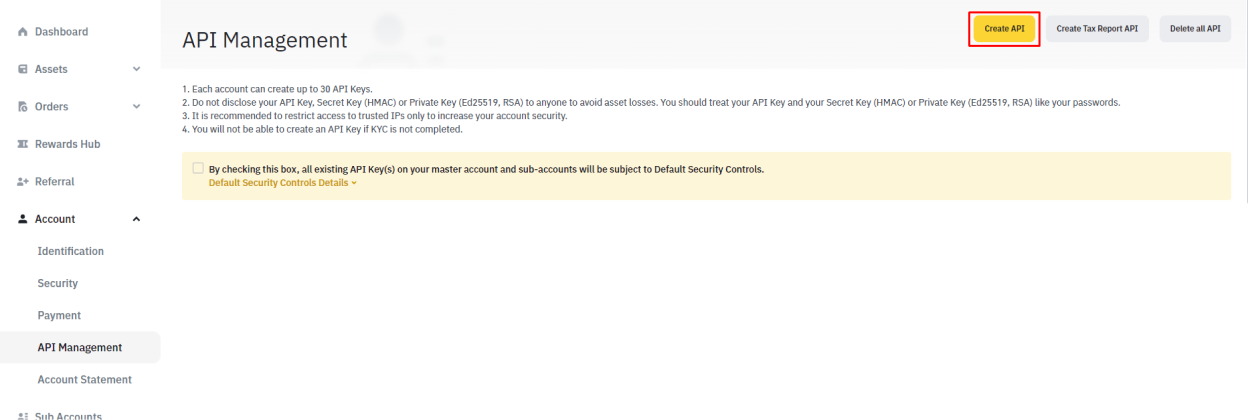 Dashboard
Assets
Orders
Rewards Hub
Referral
Account
Identification
Security
Payment
API Management
Account Statement
Sub Accounts
API Management
Create API
Create Tax Report API
Delete all API
1. Each account can create up to 30 API Keys.
2. Do not disclose your API Key, Secret Key (HMAC) or Private Key (Ed25519, RSA) to anyone to avoid asset losses. You should treat your API Key and your Secret Key (HMAC) or Private Key (Ed25519, RSA) like your passwords.
3. It is recommended to restrict access to trusted IPs only to increase your account security.
4. You will not be able to create an API Key if KYC is not completed.
By checking this box, all existing API Key(s) on your master account and sub-accounts will be subject to Default Security Controls.
Default Security Controls Details